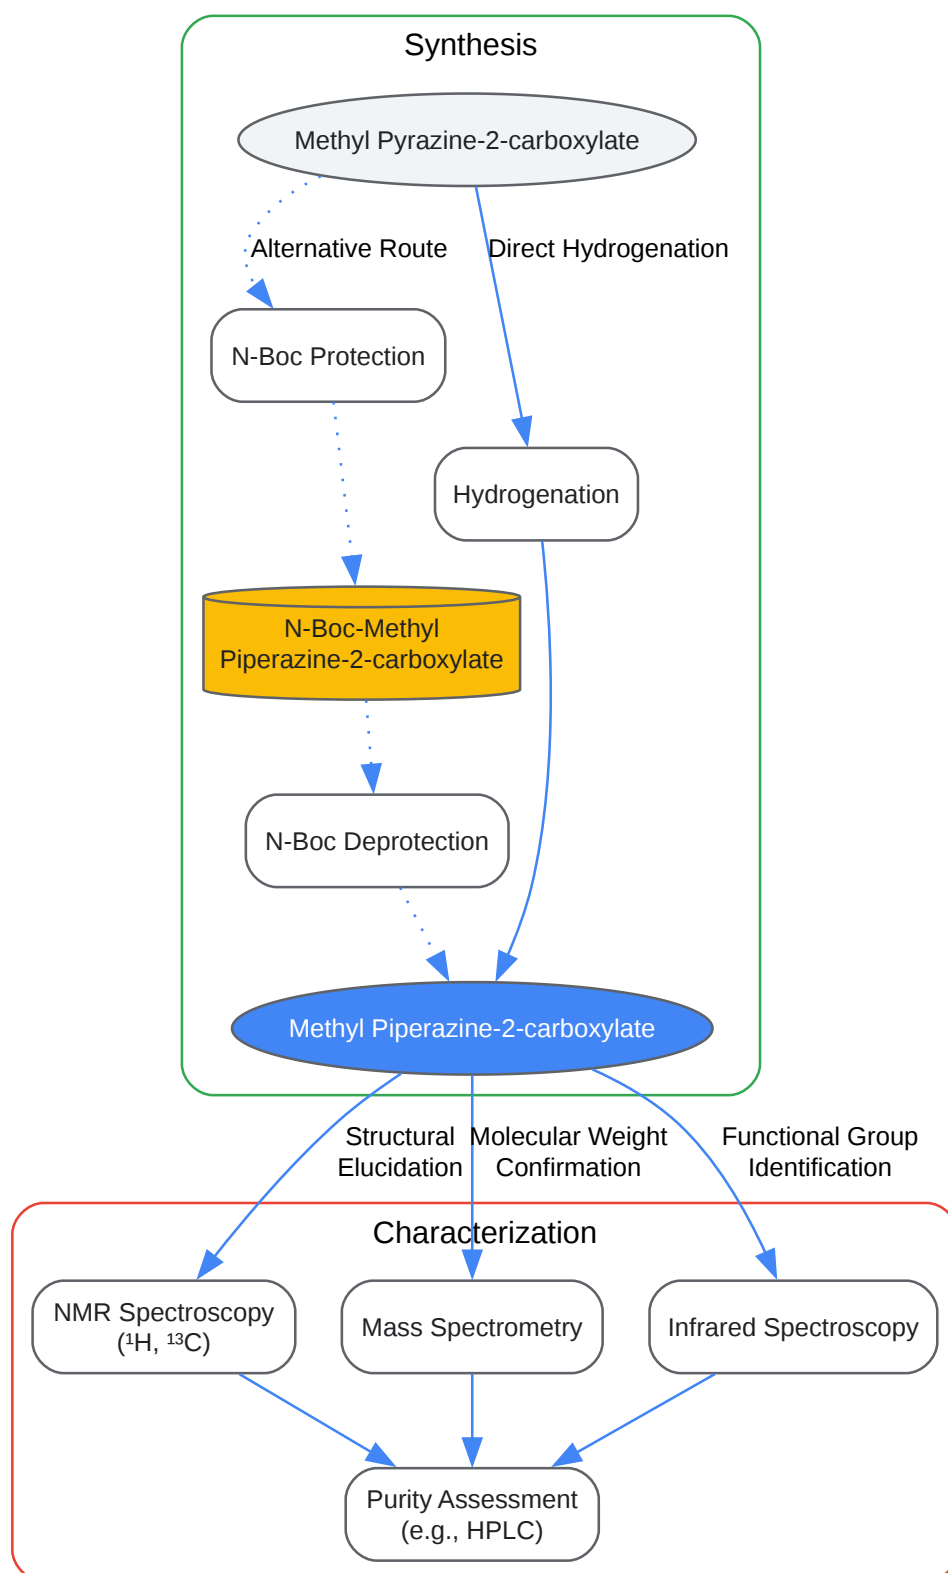 Synthesis
Methyl Pyrazine-2-carboxylate
Alternative Route
Direct Hydrogenation
N-Boc Protection
Hydrogenation
N-Boc-Methyl
Piperazine-2-carboxylate
N-Boc Deprotection
Methyl Piperazine-2-carboxylate
Structural
Elucidation
Molecular Weight
Confirmation
Functional Group
Identification
Characterization
NMR Spectroscopy
(¹H, ¹³C)
Mass Spectrometry
Infrared Spectroscopy
Purity Assessment
(e.g., HPLC)